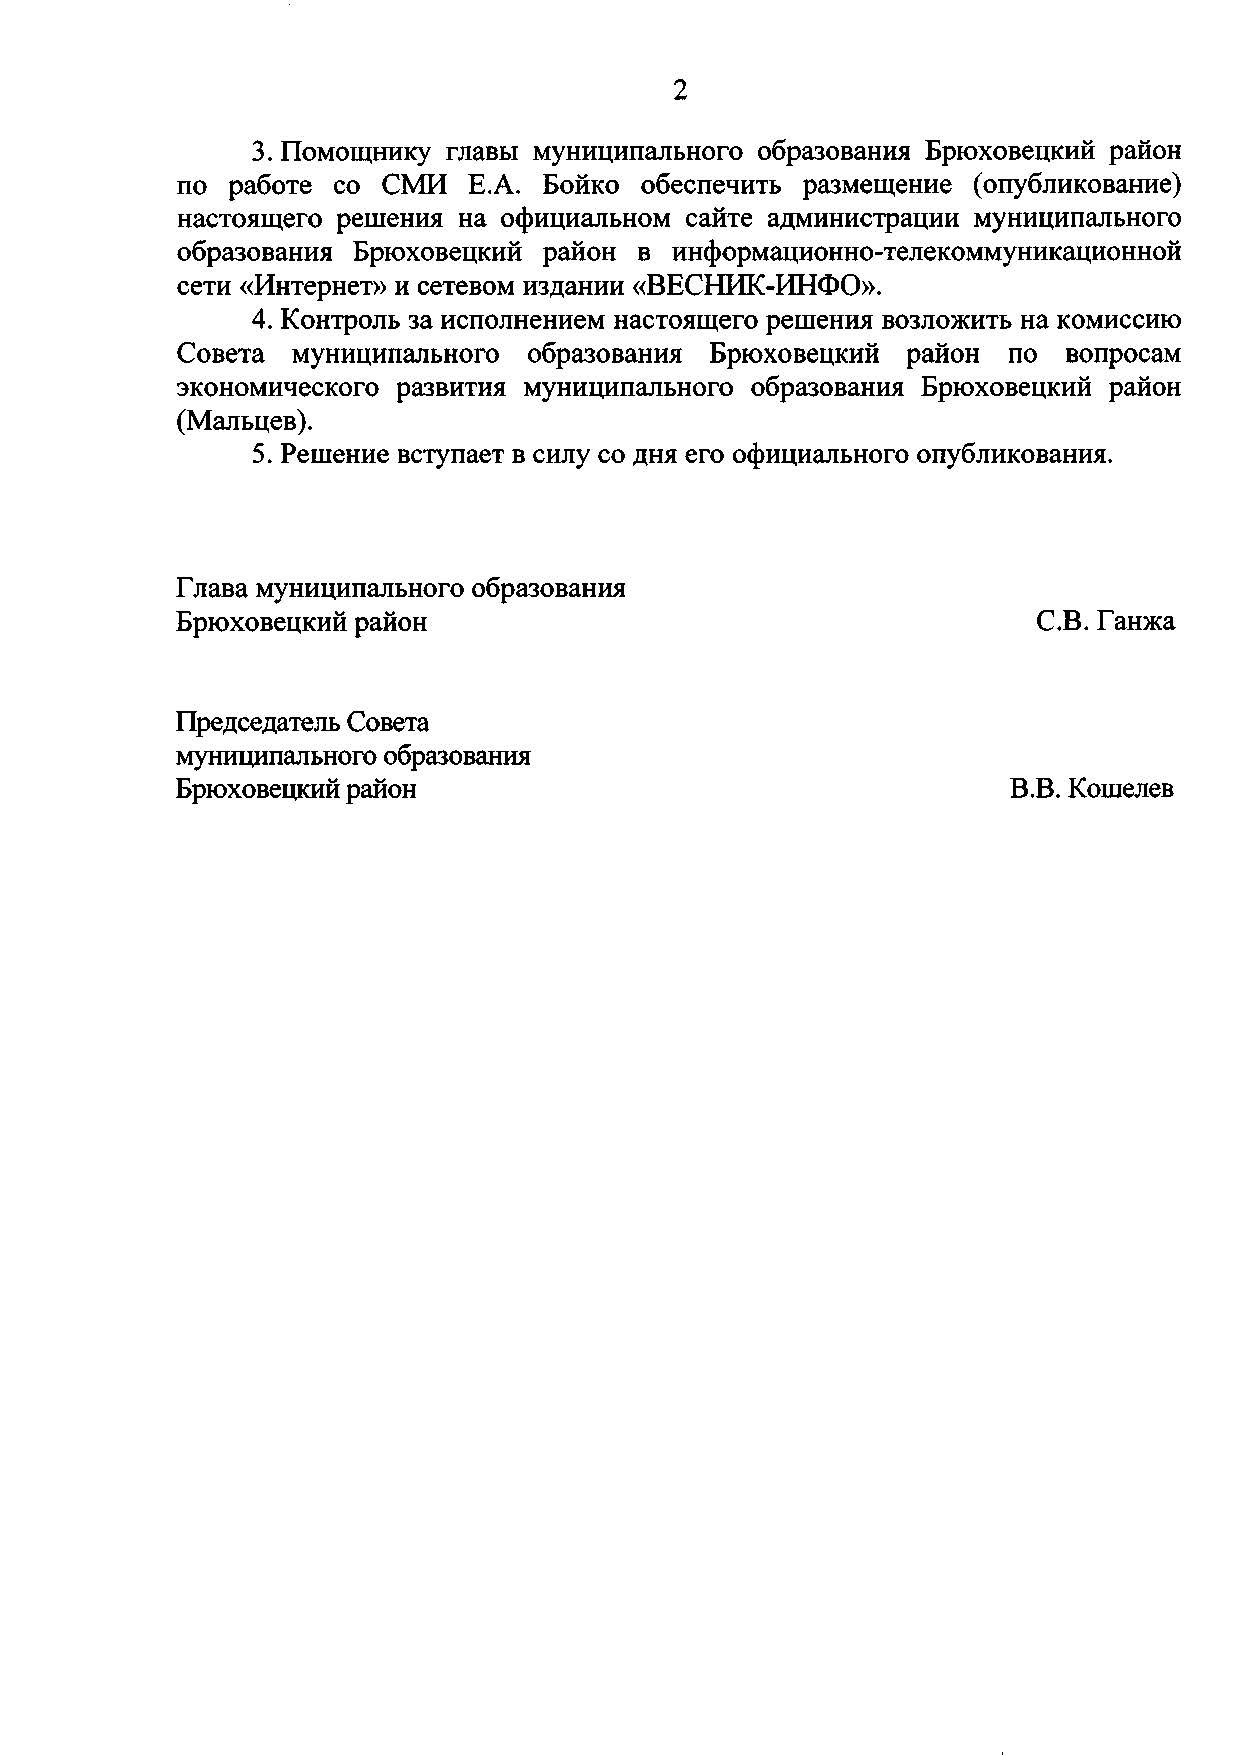 2
3. Помощнику главы муниципального образования Брюховецкий район
по работе со СМИ Е.А. Бойко обеспечить размещение (опубликование)
настоящего решения на официальном сайте администрации муниципального
образования Брюховецкий район в информационно-телекоммуникационной
сети «Интернет» и сетевом издании «ВЕСНИК-ИНФО».
4. Контроль за исполнением настоящего решения возложить на комиссию
Совета муниципального образования Брюховецкий район по вопросам
экономического развития муниципального образования Брюховецкий район
(Мальцев).
5. Решение вступает в силу со дня его официального опубликования.
Глава муниципального образования
Брюховецкий район С.В. Ганжа
Председатель Совета
муниципального образования
Брюховецкий район В.В. Кошелев